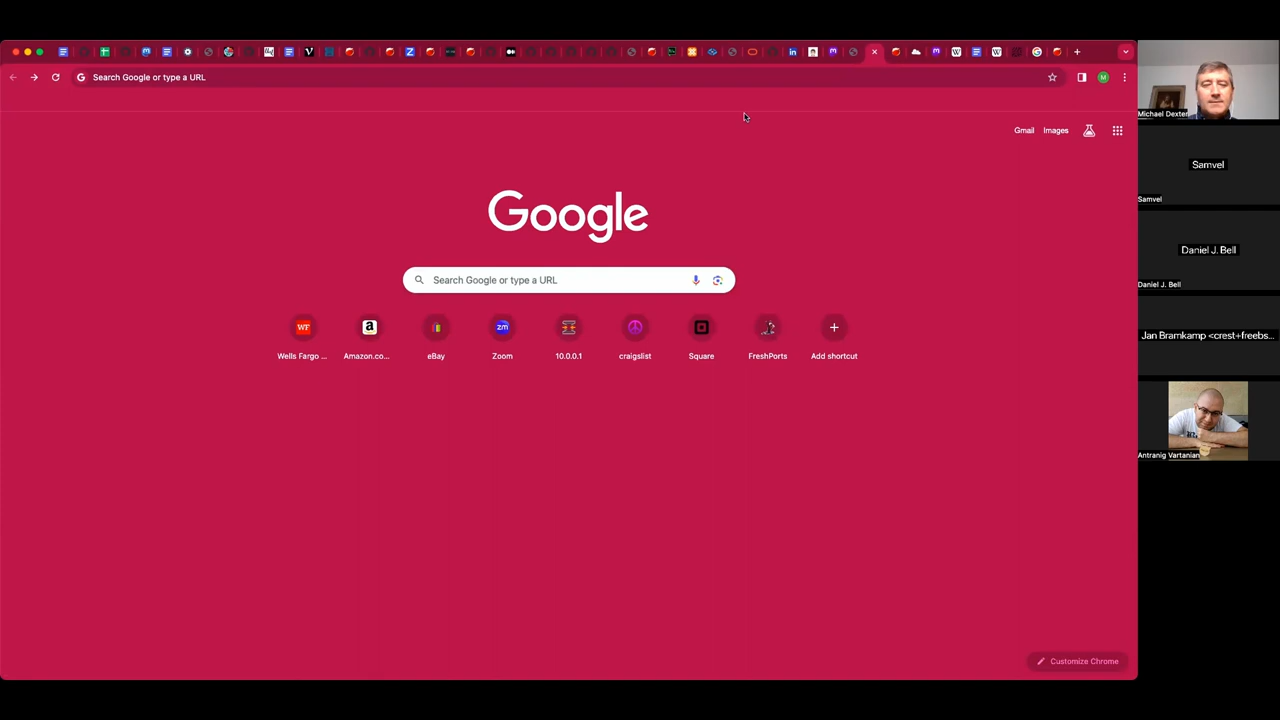 Search Google or type a URL
M
Gmail
Images
Google
Search Google or type a URL
WF
zm
Wells Fargo ...
Amazon.co...
eBay
Zoom
10.0.0.1
craigslist
Square
FreshPorts
Add shortcut
Customize Chrome
Michael Dexter
Samvel
Samvel
Daniel J. Bell
Daniel J. Bell
Jan Bramkamp <crest+freebs...
Antranig Vartanian